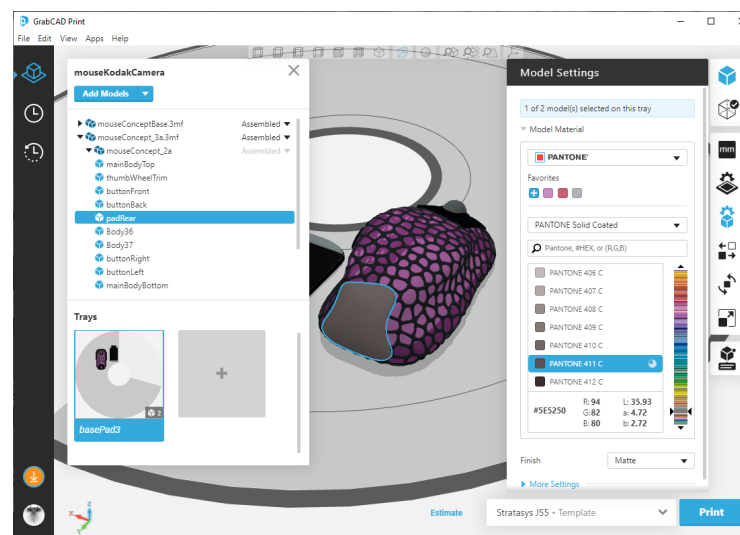 GrabCAD Print
File Edit View Apps Help
mouseKodakCamera
Add Models
mouseConceptBase.3mf Assembled
mouseConcept_3a.3mf Assembled
mouseConcept_2a Assembled
mainBodyTop
thumbWheelTrim
buttonFront
buttonBack
padRear
Body36
Body37
buttonRight
buttonLeft
mainBodyBottom
Trays
2
basePad3
Model Settings
1 of 2 model(s) selected on this tray
Model Material
PANTONE®
Favorites
PANTONE Solid Coated
Pantone, #HEX, or (R,G,B)
PANTONE 406 C
PANTONE 407 C
PANTONE 408 C
PANTONE 409 C
PANTONE 410 C
PANTONE 411 C
PANTONE 412 C
R: 94 L: 35.93
#5E5250 G: 82 a: 4.72
B: 80 b: 2.72
Finish Matte
More Settings
mm
Estimate Stratasys J55 - Template Print